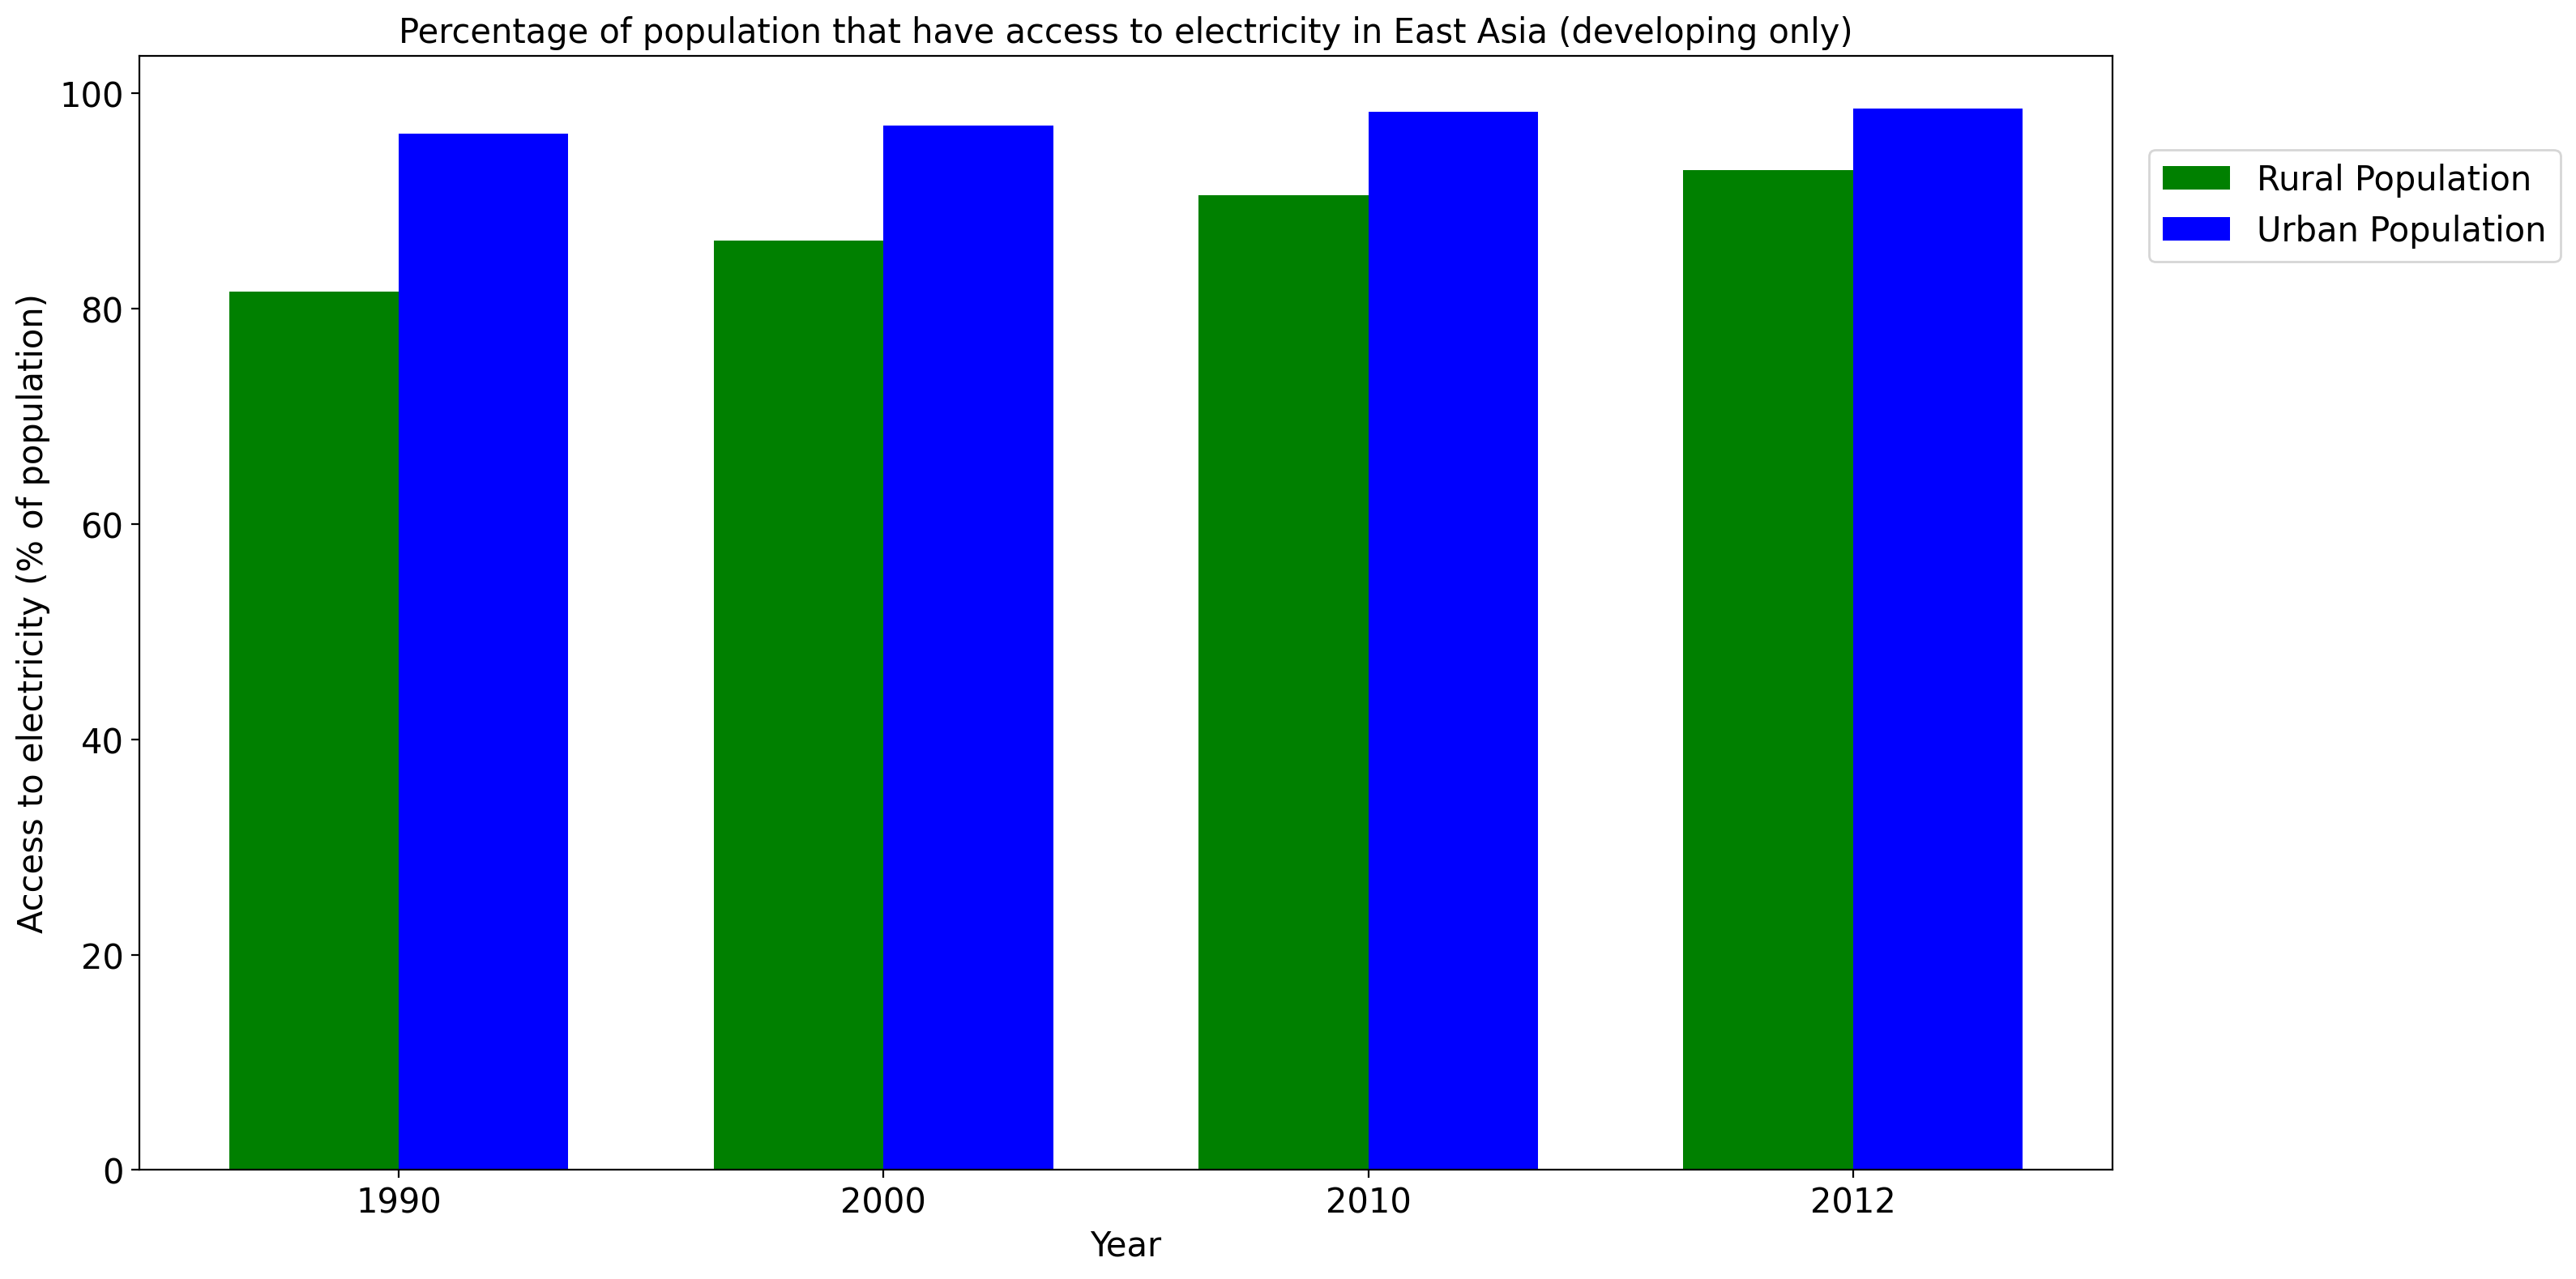 Percentage of population that have access to electricity in East Asia (developing only)
Access to electricity (% of population)
100
80
60
40
20
0
1990 2000 2010 2012
Year
Rural Population
Urban Population